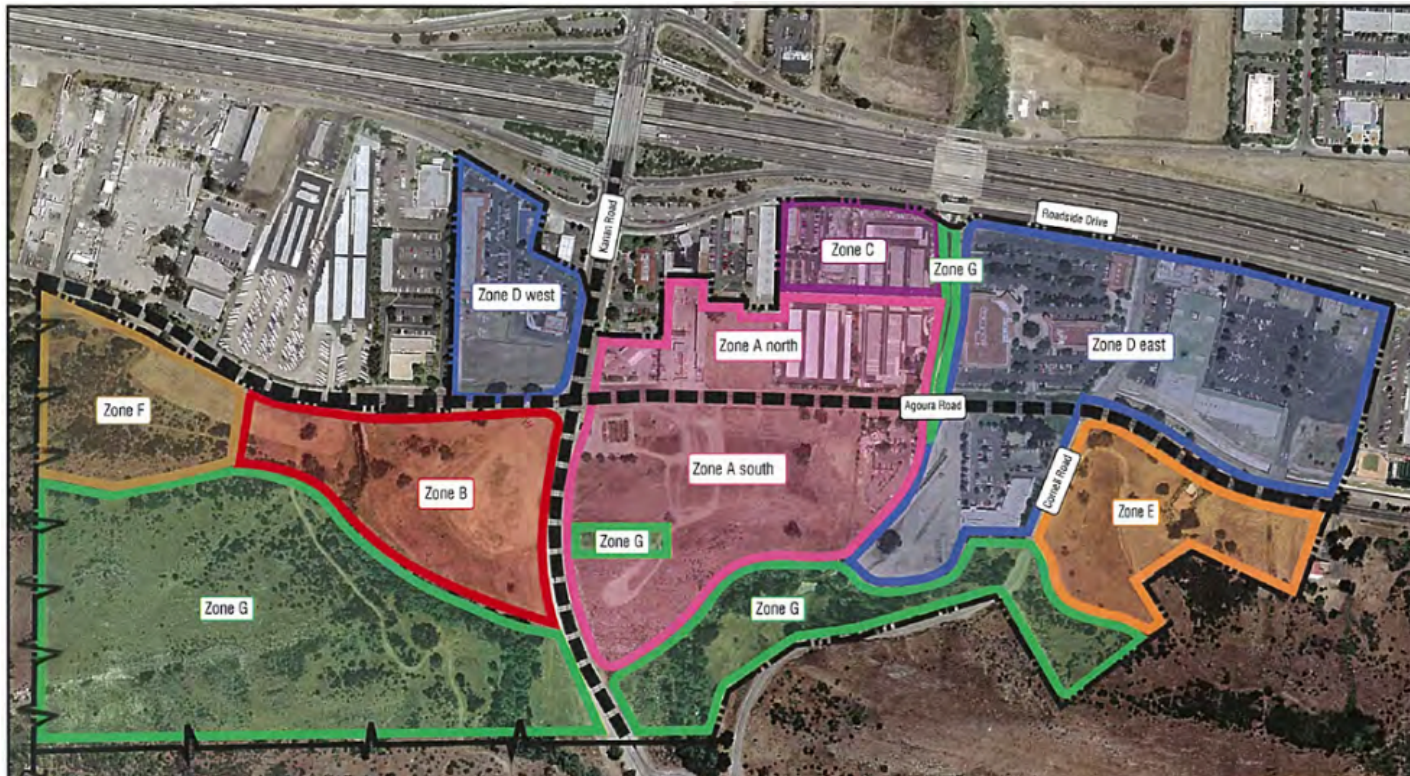 Roadside Drive
Kanan Road
Zone C
Zone G
Zone D west
Zone A north
Zone D east
Agoura Road
Zone F
Zone A south
Zone B
Cornell Road
Zone E
Zone G
Zone G
Zone G